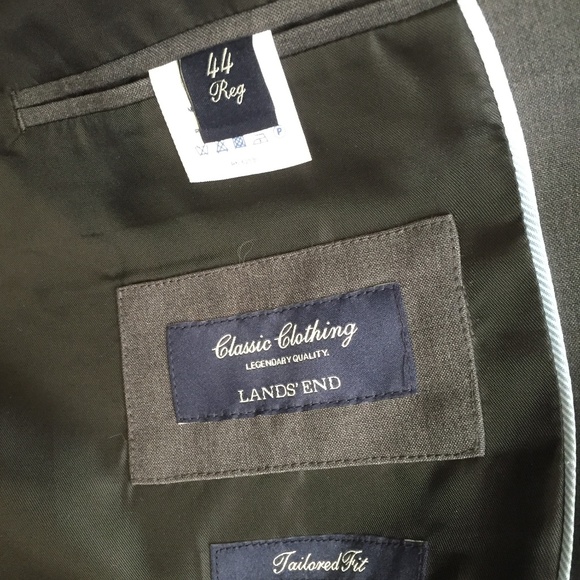 44
Reg
P
Classic Clothing
LEGENDARY QUALITY.
LANDS' END
Tailored Fit